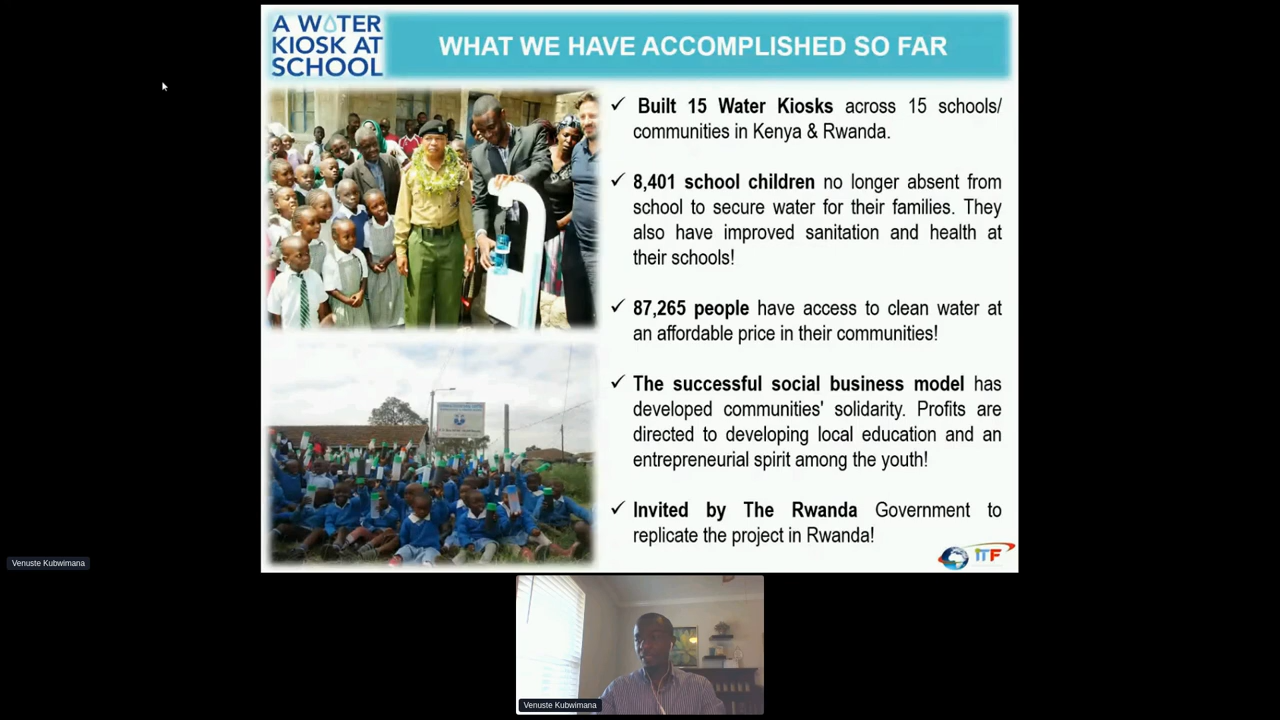 A WATER
KIOSK AT
SCHOOL
WHAT WE HAVE ACCOMPLISHED SO FAR
✓ Built 15 Water Kiosks across 15 schools/
communities in Kenya & Rwanda.
✓ 8,401 school children no longer absent from
school to secure water for their families. They
also have improved sanitation and health at
their schools!
✓ 87,265 people have access to clean water at
an affordable price in their communities!
✓ The successful social business model has
developed communities' solidarity. Profits are
directed to developing local education and an
entrepreneurial spirit among the youth!
✓ Invited by The Rwanda Government to
replicate the project in Rwanda!
ITF
Venuste Kubwimana
Venuste Kubwimana